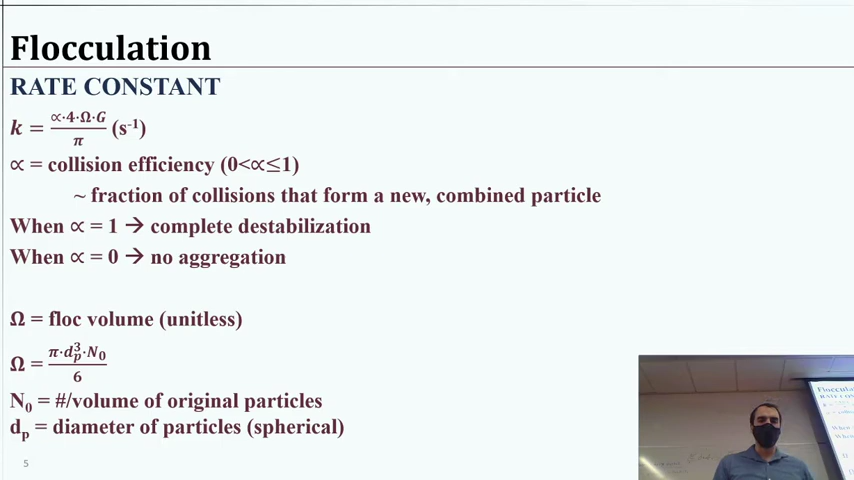 Flocculation
RATE CONSTANT
k = ∝·4·Ω·G / π (s⁻¹)
∝ = collision efficiency (0<∝≤1)
~ fraction of collisions that form a new, combined particle
When ∝ = 1 → complete destabilization
When ∝ = 0 → no aggregation
Ω = floc volume (unitless)
Ω = π·dₚ³·N₀ / 6
N₀ = #/volume of original particles
dₚ = diameter of particles (spherical)
5